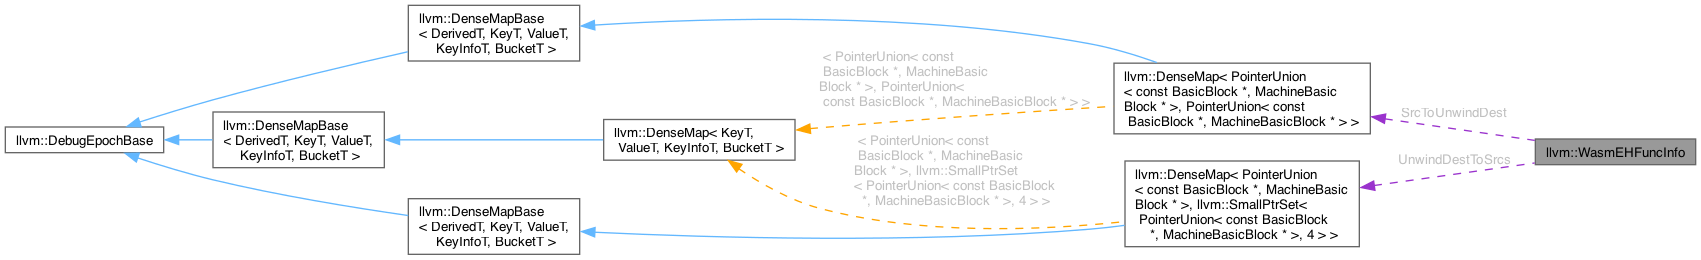 llvm::DebugEpochBase
llvm::DenseMapBase
< DerivedT, KeyT, ValueT,
KeyInfoT, BucketT >
llvm::DenseMapBase
< DerivedT, KeyT, ValueT,
KeyInfoT, BucketT >
llvm::DenseMapBase
< DerivedT, KeyT, ValueT,
KeyInfoT, BucketT >
llvm::DenseMap< KeyT,
ValueT, KeyInfoT, BucketT >
< PointerUnion< const
BasicBlock *, MachineBasic
Block * >, PointerUnion<
const BasicBlock *, MachineBasicBlock * > >
< PointerUnion< const
BasicBlock *, MachineBasic
Block * >, llvm::SmallPtrSet
< PointerUnion< const BasicBlock
*, MachineBasicBlock * >, 4 > >
llvm::DenseMap< PointerUnion
< const BasicBlock *, MachineBasic
Block * >, PointerUnion< const
BasicBlock *, MachineBasicBlock * > >
llvm::DenseMap< PointerUnion
< const BasicBlock *, MachineBasic
Block * >, llvm::SmallPtrSet<
PointerUnion< const BasicBlock
*, MachineBasicBlock * >, 4 > >
SrcToUnwindDest
UnwindDestToSrcs
llvm::WasmEHFuncInfo